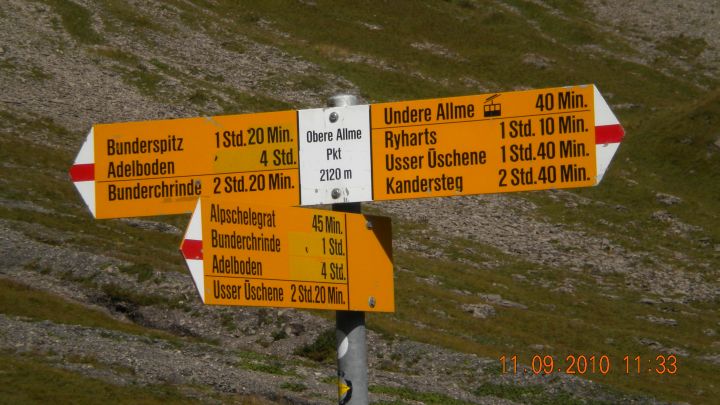 Bunderspitz 1 Std. 20 Min.
Adelboden 4 Std.
Bunderchrinde 2 Std. 20 Min.
Obere Allme
Pkt
2120 m
Undere Allme 40 Min.
Ryharts 1 Std. 10 Min.
Usser Üschene 1 Std. 40 Min.
Kandersteg 2 Std. 40 Min.
Alpschelegrat 45 Min.
Bunderchrinde 1 Std.
Adelboden 4 Std.
Usser Üschene 2 Std. 20 Min.
11.09.2010 11:33